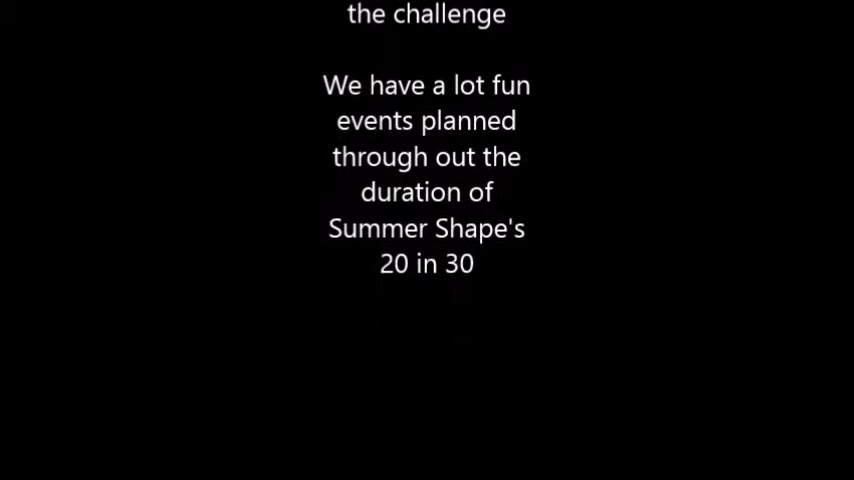 the challenge
We have a lot fun
events planned
through out the
duration of
Summer Shape's
20 in 30